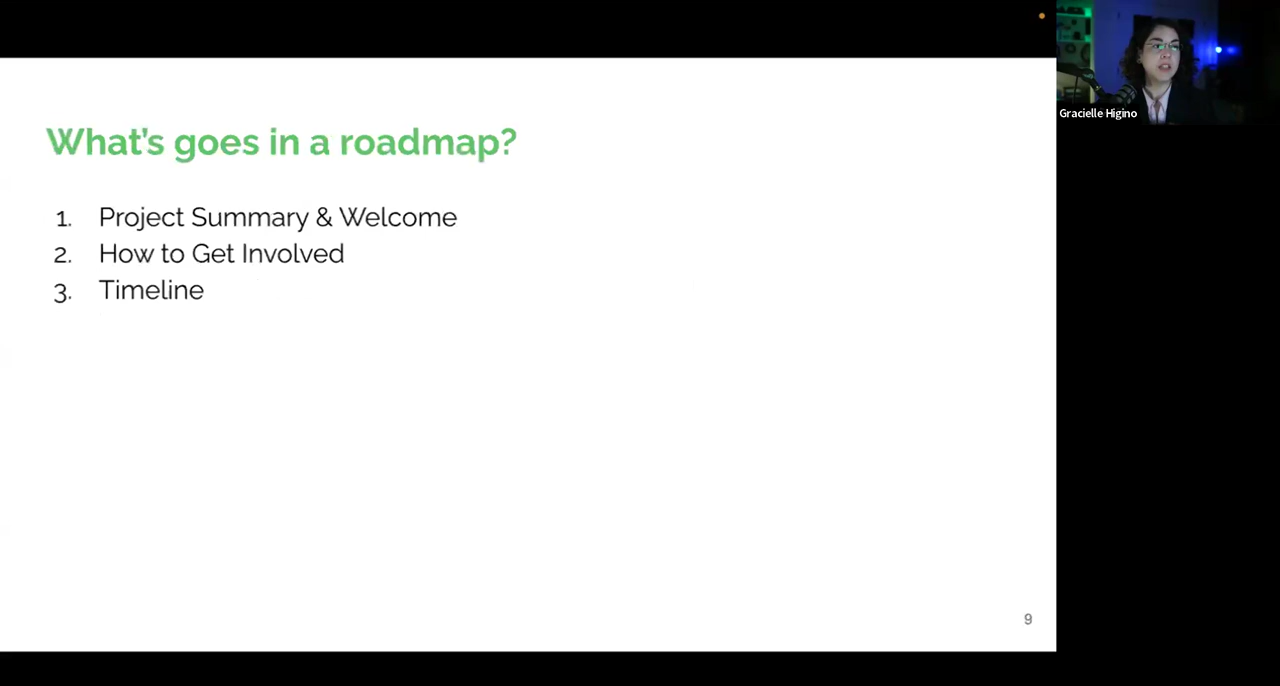 What's goes in a roadmap?
1. Project Summary & Welcome
2. How to Get Involved
3. Timeline
9
Gracielle Higino